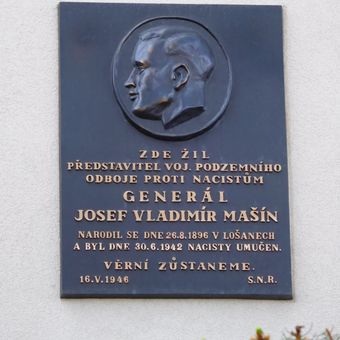 ZDE ŽIL
PŘEDSTAVITEL VOJ. PODZEMNÍHO
ODBOJE PROTI NACISTŮM
GENERÁL
JOSEF VLADIMÍR MAŠÍN
NARODIL SE DNE 26.8.1896 V LOŠANECH
A BYL DNE 30.6.1942 NACISTY UMUČEN.
VĚRNÍ ZŮSTANEME.
16.V.1946 S.N.R.